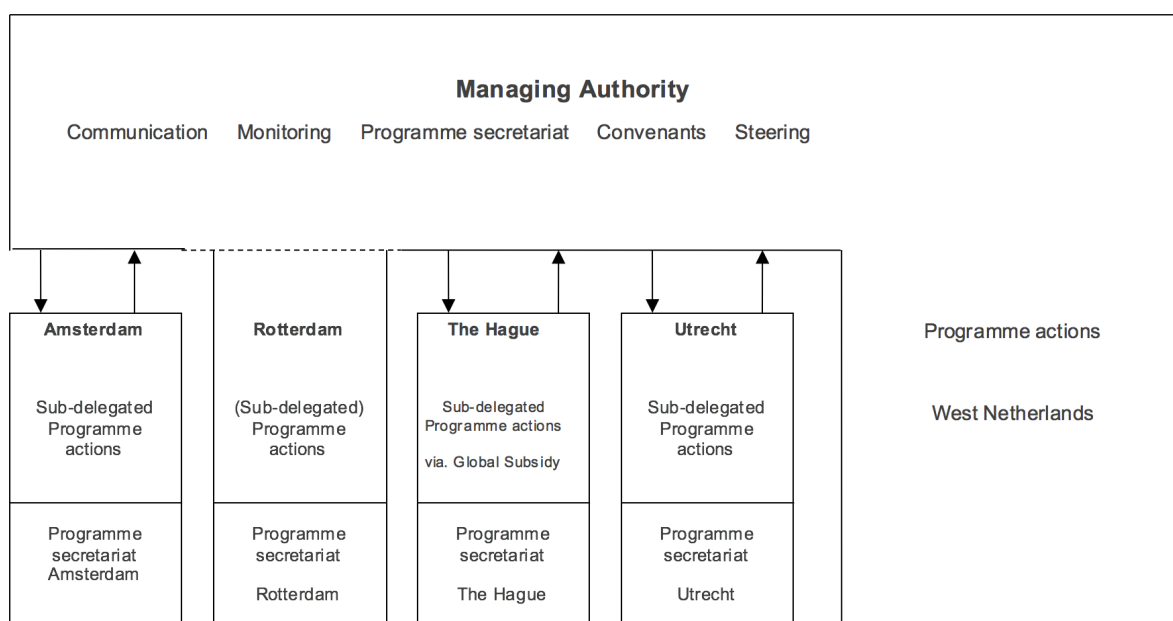 Managing Authority
Communication Monitoring Programme secretariat Convenants Steering
Amsterdam
Sub-delegated
Programme
actions
Programme
secretariat
Amsterdam
Rotterdam
(Sub-delegated)
Programme
actions
Programme
secretariat
Rotterdam
The Hague
Sub-delegated
Programme actions
via. Global Subsidy
Programme
secretariat
The Hague
Utrecht
Sub-delegated
Programme
actions
Programme
secretariat
Utrecht
Programme actions
West Netherlands